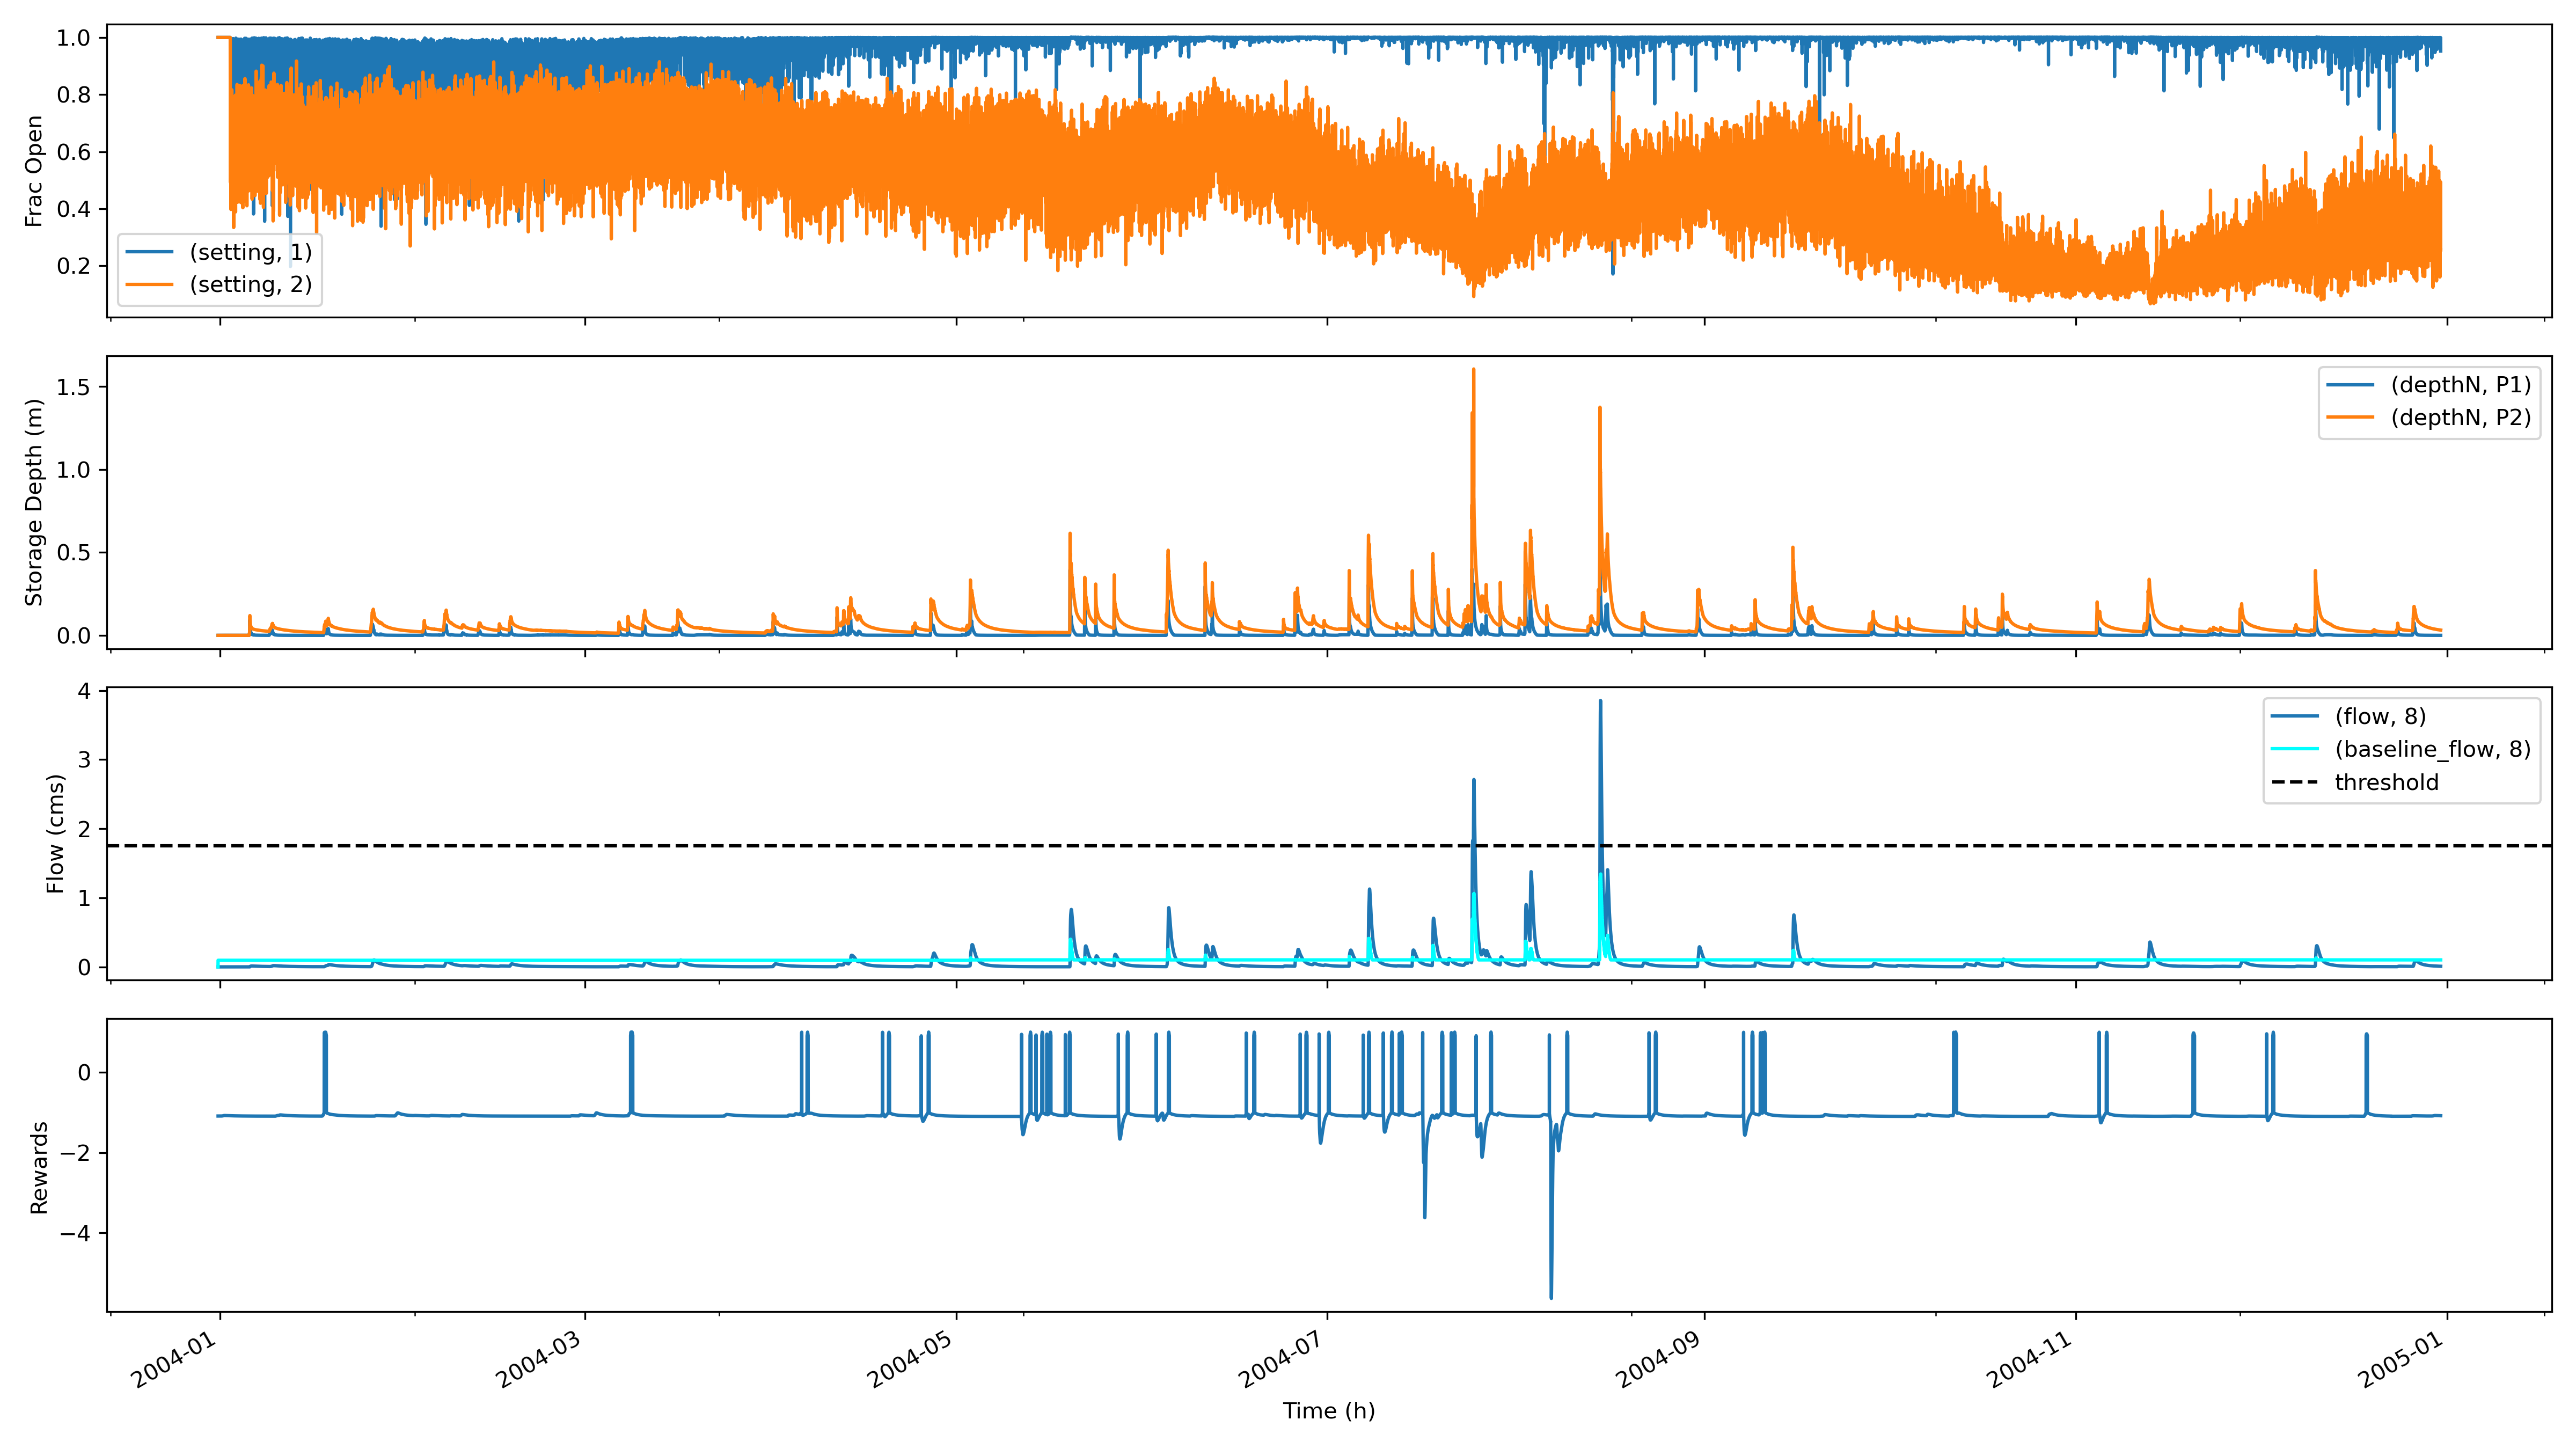 1.0
0.8
0.6
0.4
0.2
Frac Open
(setting, 1)
(setting, 2)
1.5
1.0
0.5
0.0
Storage Depth (m)
(depthN, P1)
(depthN, P2)
4
3
2
1
0
Flow (cms)
(flow, 8)
(baseline_flow, 8)
threshold
0
−2
−4
Rewards
2004-01
2004-03
2004-05
2004-07
2004-09
2004-11
2005-01
Time (h)